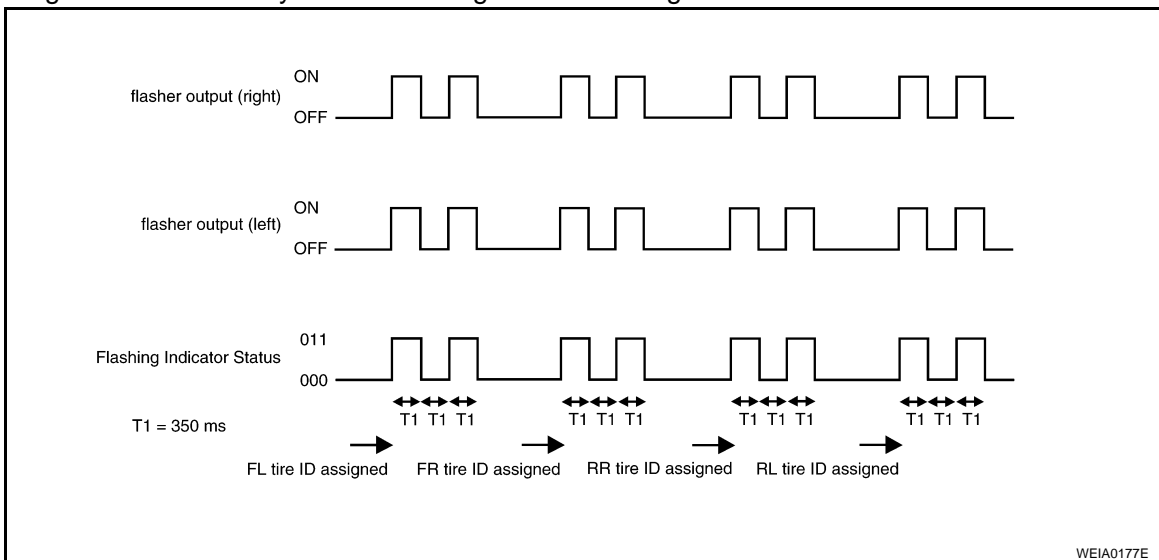 ON
flasher output (right)
OFF
ON
flasher output (left)
OFF
011
Flashing Indicator Status
000
T1 T1 T1 T1 T1 T1 T1 T1 T1 T1 T1 T1
T1 = 350 ms
FL tire ID assigned FR tire ID assigned RR tire ID assigned RL tire ID assigned
WEIA0177E